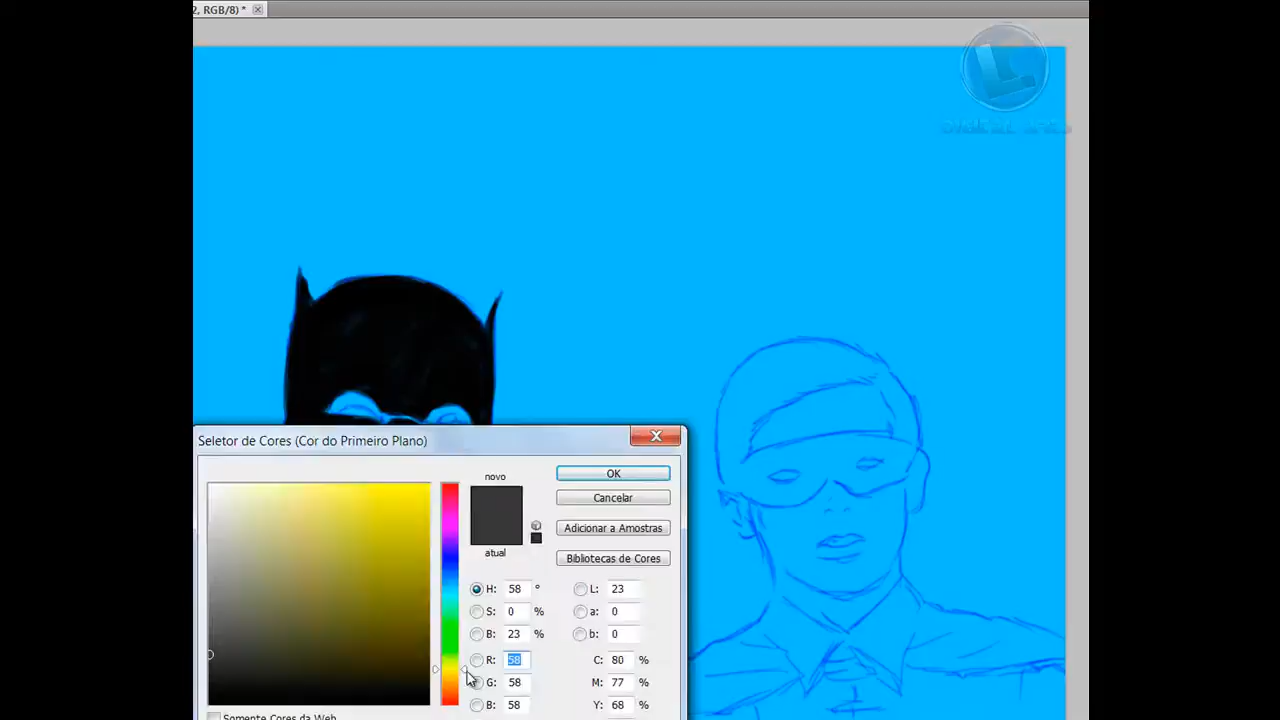 2, RGB/8) *
Seletor de Cores (Cor do Primeiro Plano)
novo
atual
OK
Cancelar
Adicionar a Amostras
Bibliotecas de Cores
H: 58 °
S: 0 %
B: 23 %
R: 58
G: 58
B: 58
L: 23
a: 0
b: 0
C: 80 %
M: 77 %
Y: 68 %
Somente Cores da Web